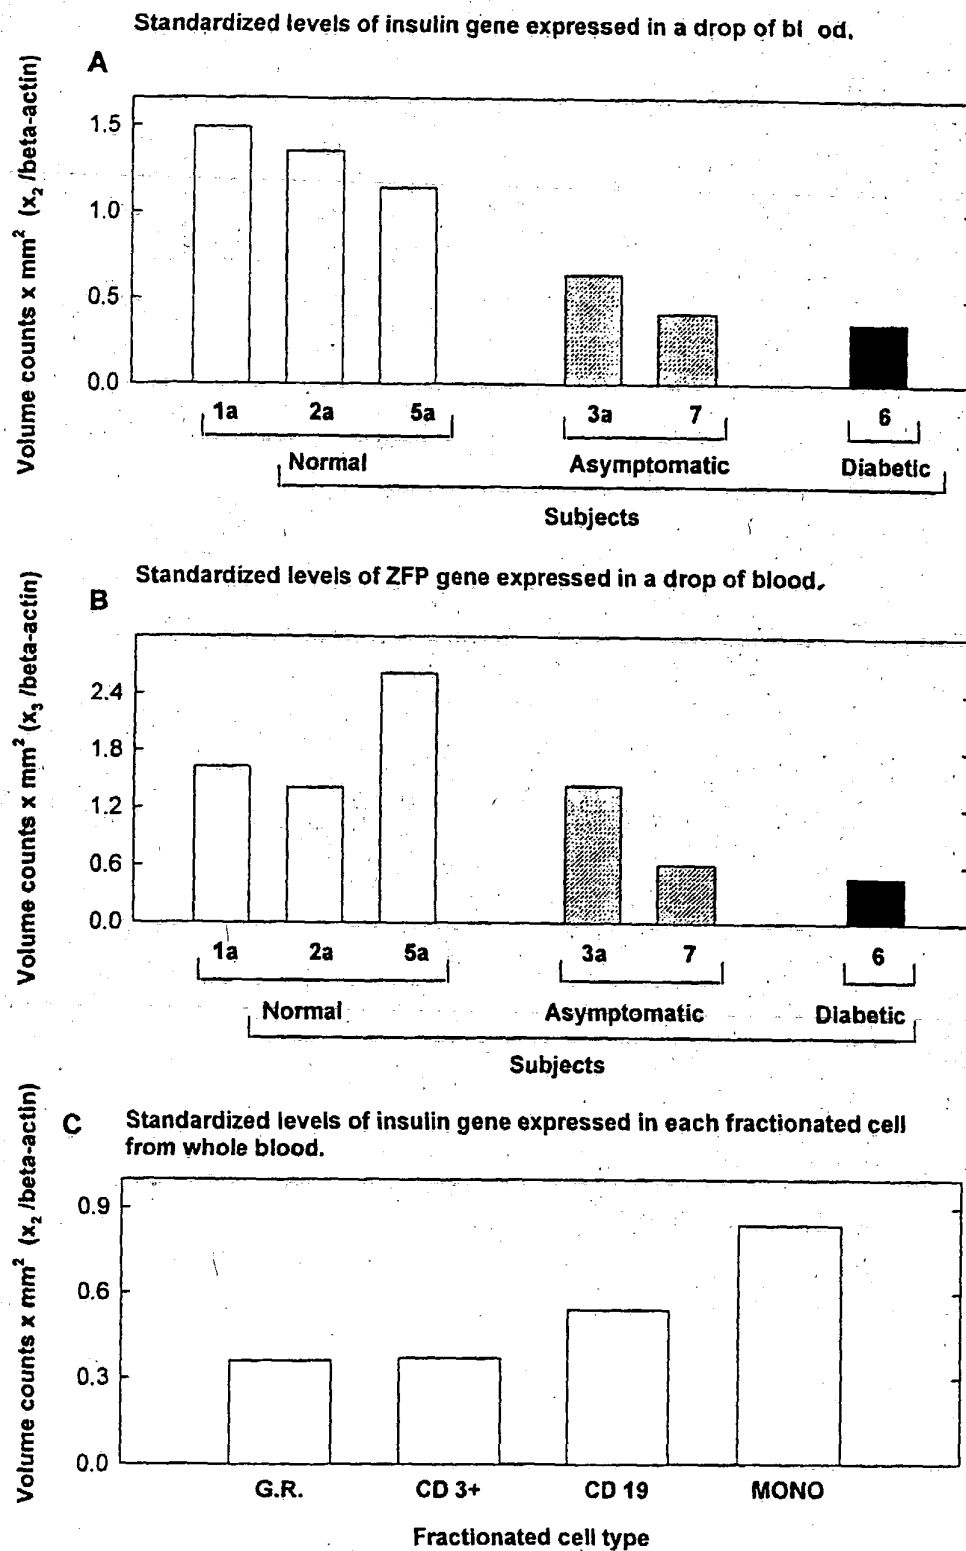 Standardized levels of insulin gene expressed in a drop of bl od.
A
Volume counts x mm² (x₂ /beta-actin)
1.5
1.0
0.5
0.0
1a 2a 5a 3a 7 6
Normal Asymptomatic Diabetic
Subjects
Standardized levels of ZFP gene expressed in a drop of blood.
B
Volume counts x mm² (x₃ /beta-actin)
2.4
1.8
1.2
0.6
0.0
1a 2a 5a 3a 7 6
Normal Asymptomatic Diabetic
Subjects
C Standardized levels of insulin gene expressed in each fractionated cell
from whole blood.
Volume counts x mm² (x₂ /beta-actin)
0.9
0.6
0.3
0.0
G.R. CD 3+ CD 19 MONO
Fractionated cell type